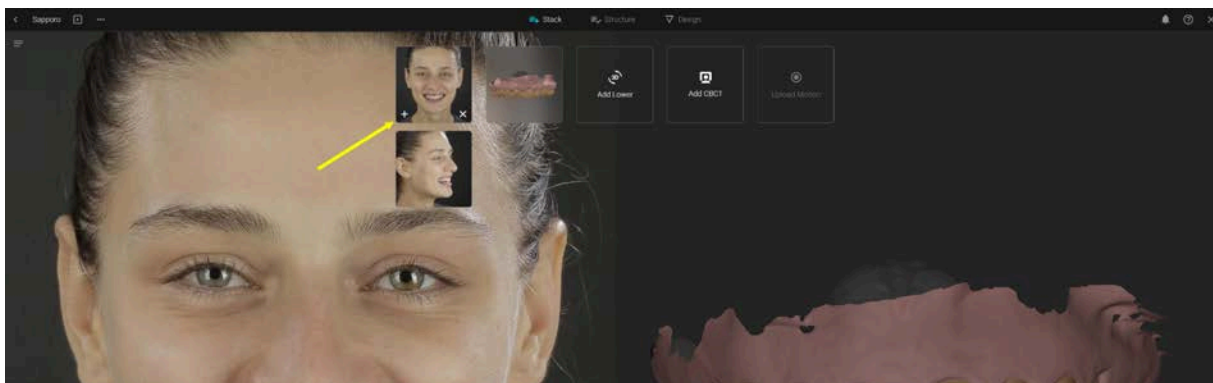 Sapporo
Stack
Structure
Design
Add Lower
Add CBCT
Upload Motion